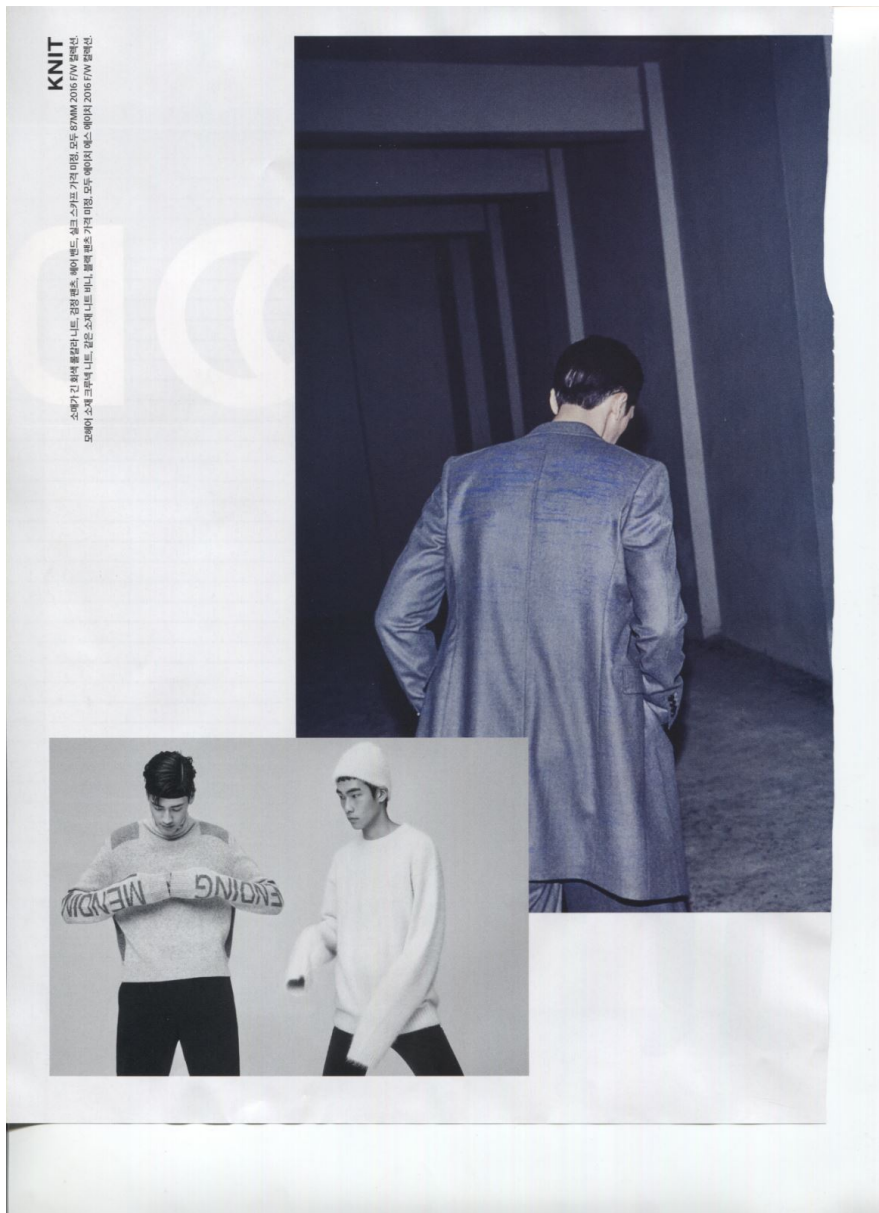 KNIT
소매가 긴 회색 롤칼라 니트, 검정 팬츠, 헤어 밴드, 실크 스카프 가격 미정, 모두 87MM 2016 F/W 컬렉션.
모헤어 소재 크루넥 니트, 같은 소재 니트 비니, 블랙 팬츠 가격 미정, 모두 에이치 에스 에이치 2016 F/W 컬렉션.
MENDING
ENDING